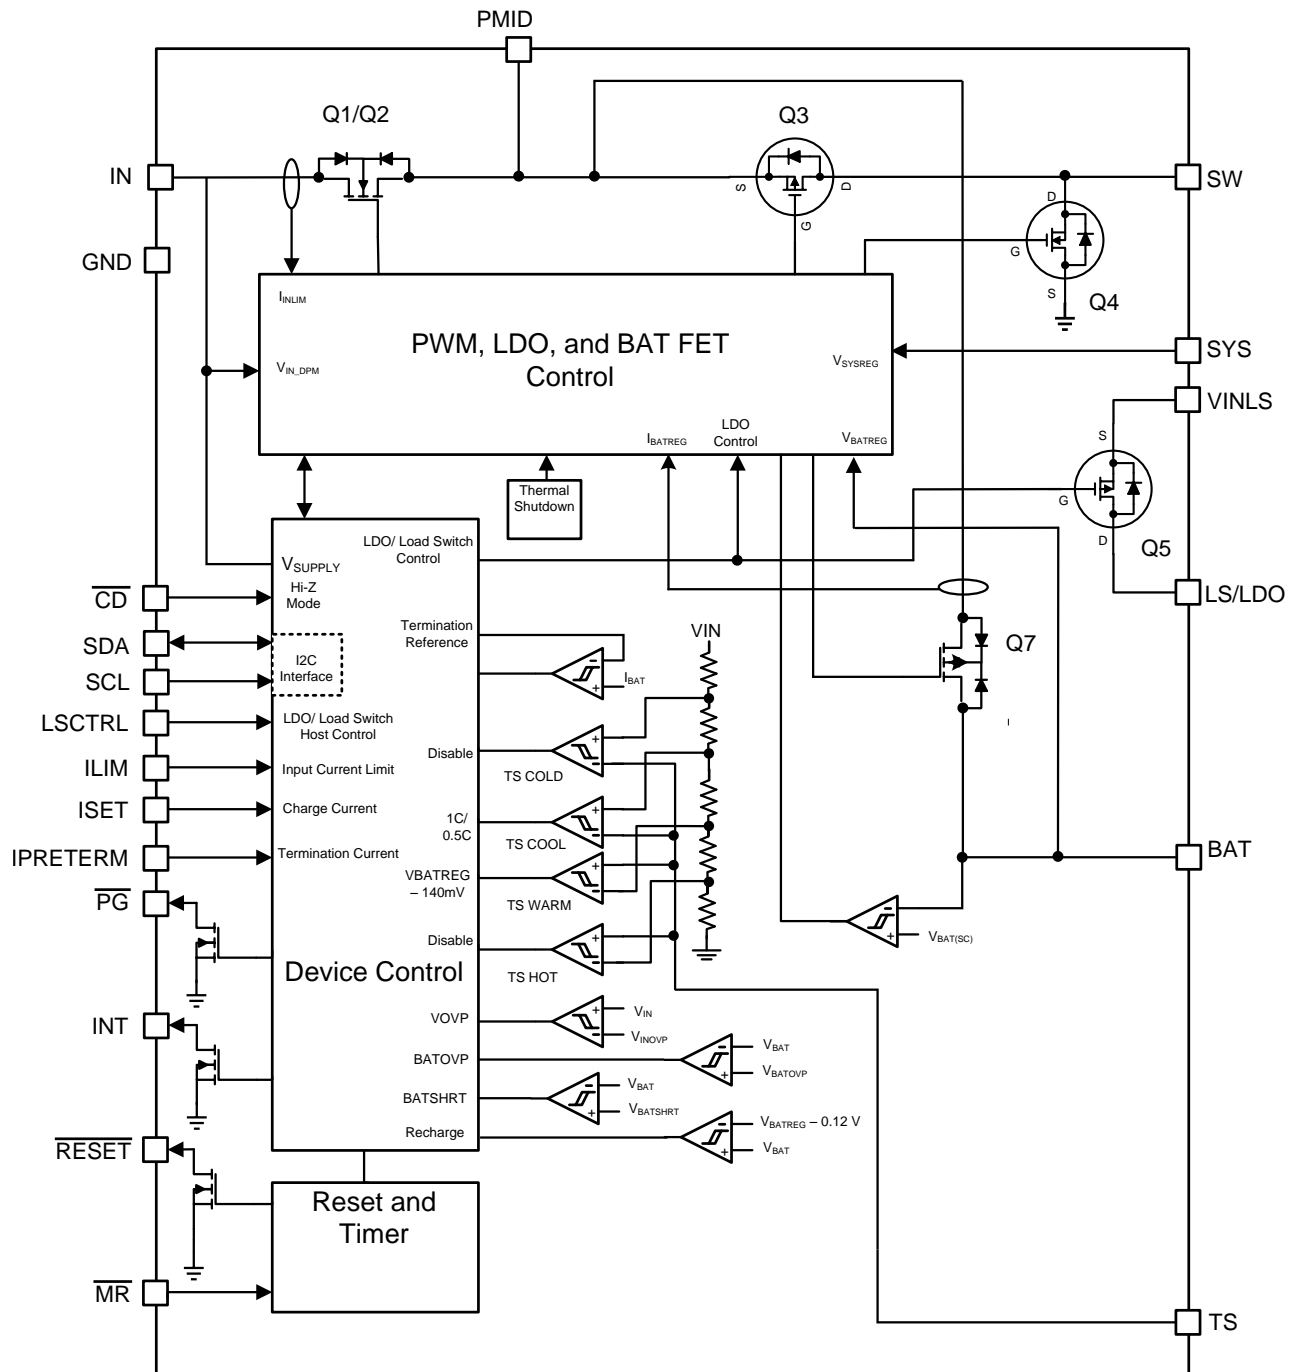 PMID
Q1/Q2
Q3
IN
S
D
G
SW
D
G
S
Q4
GND
I_INLIM
PWM, LDO, and BAT FET
Control
V_IN_DPM
V_SYSREG
SYS
VINLS
I_BATREG
LDO
Control
V_BATREG
S
G
D
Q5
Thermal
Shutdown
LDO/ Load Switch
Control
V_SUPPLY
Hi-Z
Mode
CD
LS/LDO
SDA
I2C
Interface
SCL
Termination
Reference
I_BAT
VIN
Q7
LSCTRL
LDO/ Load Switch
Host Control
ILIM
Input Current Limit
Disable
TS COLD
ISET
Charge Current
1C/
0.5C
TS COOL
IPRETERM
Termination Current
BAT
VBATREG
– 140mV
TS WARM
PG
V_BAT(SC)
Disable
TS HOT
Device Control
INT
VOVP
V_IN
V_INOVP
BATOVP
V_BAT
V_BATOVP
BATSHRT
V_BAT
V_BATSHRT
Recharge
V_BATREG – 0.12 V
V_BAT
RESET
Reset and
Timer
MR
TS